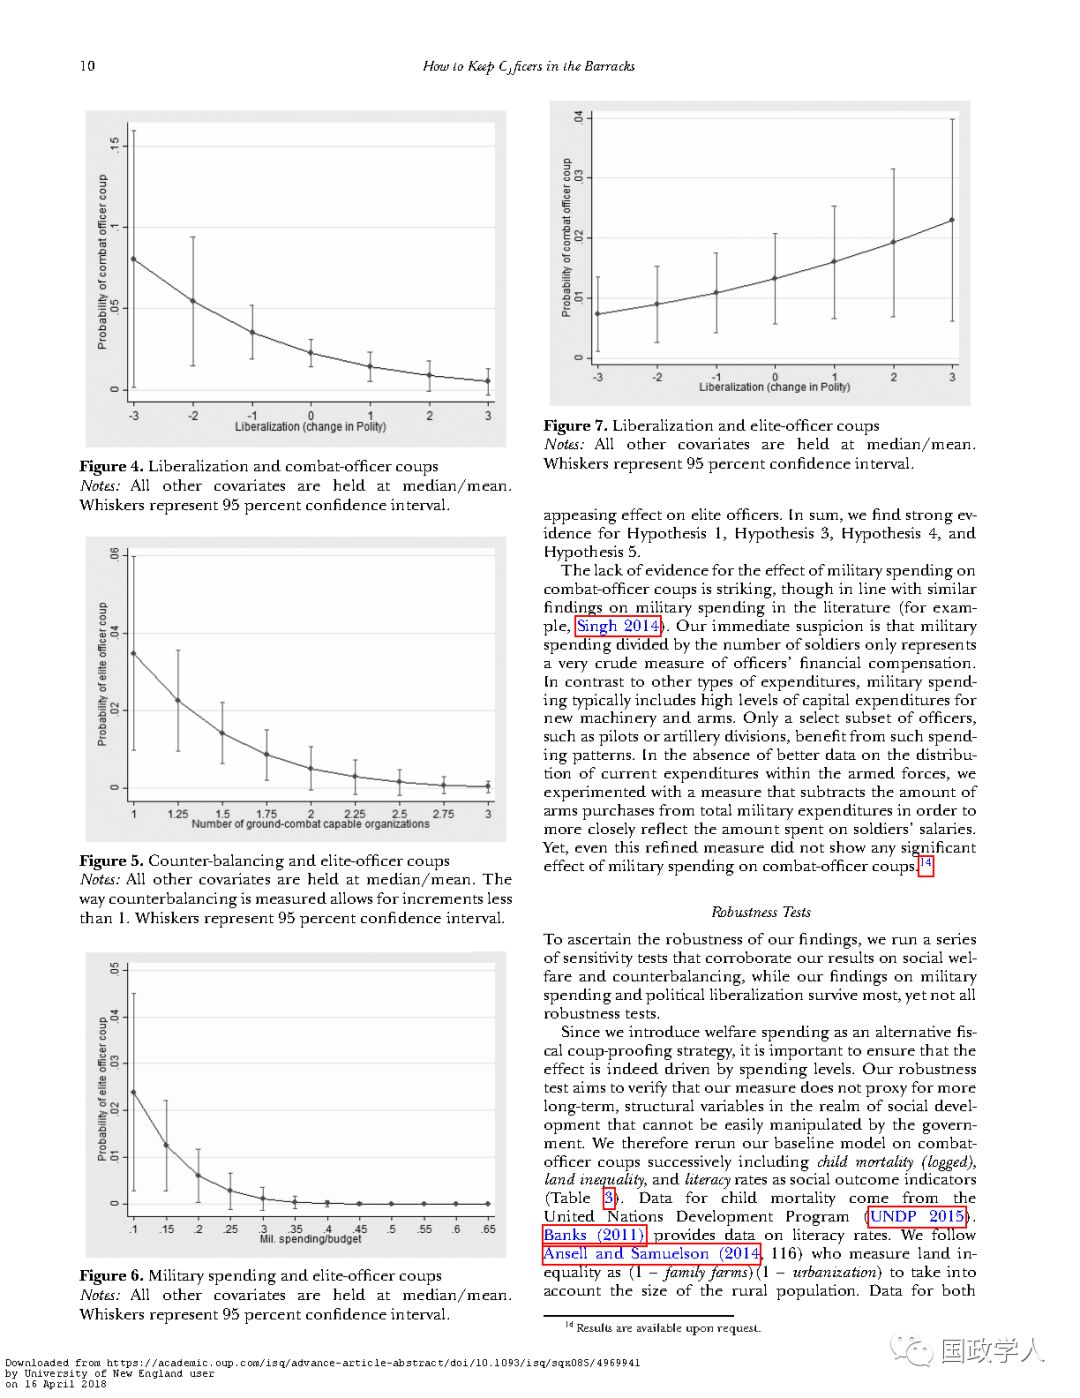 10
How to Keep Officers in the Barracks
Probability of combat officer coup
.15
.1
.05
0
-3 -2 -1 0 1 2 3
Liberalization (change in Polity)
Figure 4. Liberalization and combat-officer coups
Notes: All other covariates are held at median/mean.
Whiskers represent 95 percent confidence interval.
Probability of elite officer coup
.06
.04
.02
0
1 1.25 1.5 1.75 2 2.25 2.5 2.75 3
Number of ground-combat capable organizations
Figure 5. Counter-balancing and elite-officer coups
Notes: All other covariates are held at median/mean. The
way counterbalancing is measured allows for increments less
than 1. Whiskers represent 95 percent confidence interval.
Probability of elite officer coup
.05
.04
.03
.02
.01
0
.1 .15 .2 .25 .3 .35 .4 .45 .5 .55 .6 .65
Mil. spending/budget
Figure 6. Military spending and elite-officer coups
Notes: All other covariates are held at median/mean.
Whiskers represent 95 percent confidence interval.
Probability of combat officer coup
.04
.03
.02
.01
0
-3 -2 -1 0 1 2 3
Liberalization (change in Polity)
Figure 7. Liberalization and elite-officer coups
Notes: All other covariates are held at median/mean.
Whiskers represent 95 percent confidence interval.
appeasing effect on elite officers. In sum, we find strong ev-
idence for Hypothesis 1, Hypothesis 3, Hypothesis 4, and
Hypothesis 5.
The lack of evidence for the effect of military spending on
combat-officer coups is striking, though in line with similar
findings on military spending in the literature (for exam-
ple, Singh 2014). Our immediate suspicion is that military
spending divided by the number of soldiers only represents
a very crude measure of officers' financial compensation.
In contrast to other types of expenditures, military spend-
ing typically includes high levels of capital expenditures for
new machinery and arms. Only a select subset of officers,
such as pilots or artillery divisions, benefit from such spend-
ing patterns. In the absence of better data on the distribu-
tion of current expenditures within the armed forces, we
experimented with a measure that subtracts the amount of
arms purchases from total military expenditures in order to
more closely reflect the amount spent on soldiers' salaries.
Yet, even this refined measure did not show any significant
effect of military spending on combat-officer coups.14
Robustness Tests
To ascertain the robustness of our findings, we run a series
of sensitivity tests that corroborate our results on social wel-
fare and counterbalancing, while our findings on military
spending and political liberalization survive most, yet not all
robustness tests.
Since we introduce welfare spending as an alternative fis-
cal coup-proofing strategy, it is important to ensure that the
effect is indeed driven by spending levels. Our robustness
test aims to verify that our measure does not proxy for more
long-term, structural variables in the realm of social devel-
opment that cannot be easily manipulated by the govern-
ment. We therefore rerun our baseline model on combat-
officer coups successively including child mortality (logged),
land inequality, and literacy rates as social outcome indicators
(Table 3). Data for child mortality come from the
United Nations Development Program (UNDP 2015).
Banks (2011) provides data on literacy rates. We follow
Ansell and Samuelson (2014, 116) who measure land in-
equality as (1 – family farms)(1 – urbanization) to take into
account the size of the rural population. Data for both
14 Results are available upon request.
国政学人
Downloaded from https://academic.oup.com/isq/advance-article-abstract/doi/10.1093/isq/sqx085/4969941
by University of New England user
on 16 April 2018